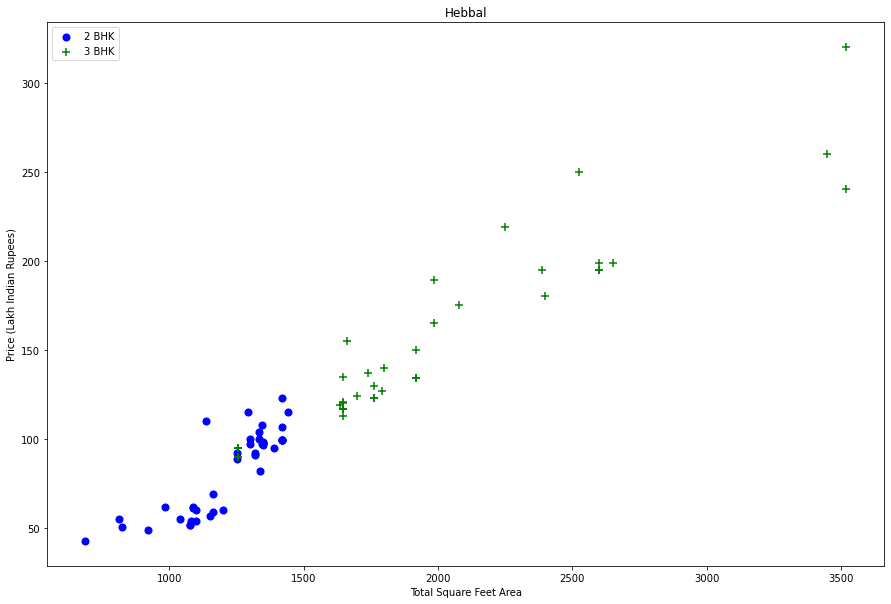 Hebbal
2 BHK
3 BHK
300
250
200
150
100
50
Price (Lakh Indian Rupees)
1000 1500 2000 2500 3000 3500
Total Square Feet Area